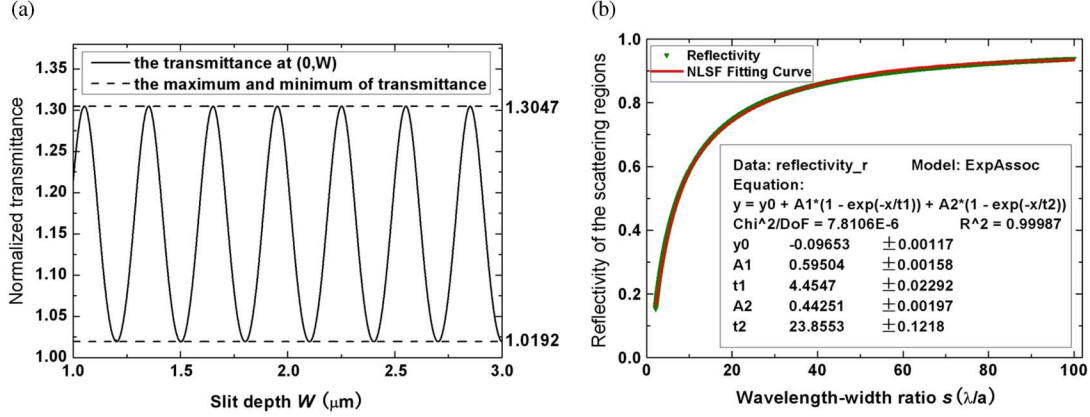 (a)
1.35
1.30
1.25
1.20
1.15
1.10
1.05
1.00
Normalized transmittance
the transmittance at (0,W)
the maximum and minimum of transmittance
1.3047
1.0192
1.0 1.5 2.0 2.5 3.0
Slit depth W (μm)
(b)
1.0
0.8
0.6
0.4
0.2
0.0
Reflectivity of the scattering regions
Reflectivity
NLSF Fitting Curve
Data: reflectivity_r Model: ExpAssoc
Equation:
y = y0 + A1*(1 - exp(-x/t1)) + A2*(1 - exp(-x/t2))
Chi^2/DoF = 7.8106E-6 R^2 = 0.99987
y0 -0.09653 ±0.00117
A1 0.59504 ±0.00158
t1 4.4547 ±0.02292
A2 0.44251 ±0.00197
t2 23.8553 ±0.1218
0 20 40 60 80 100
Wavelength-width ratio s (λ/a)